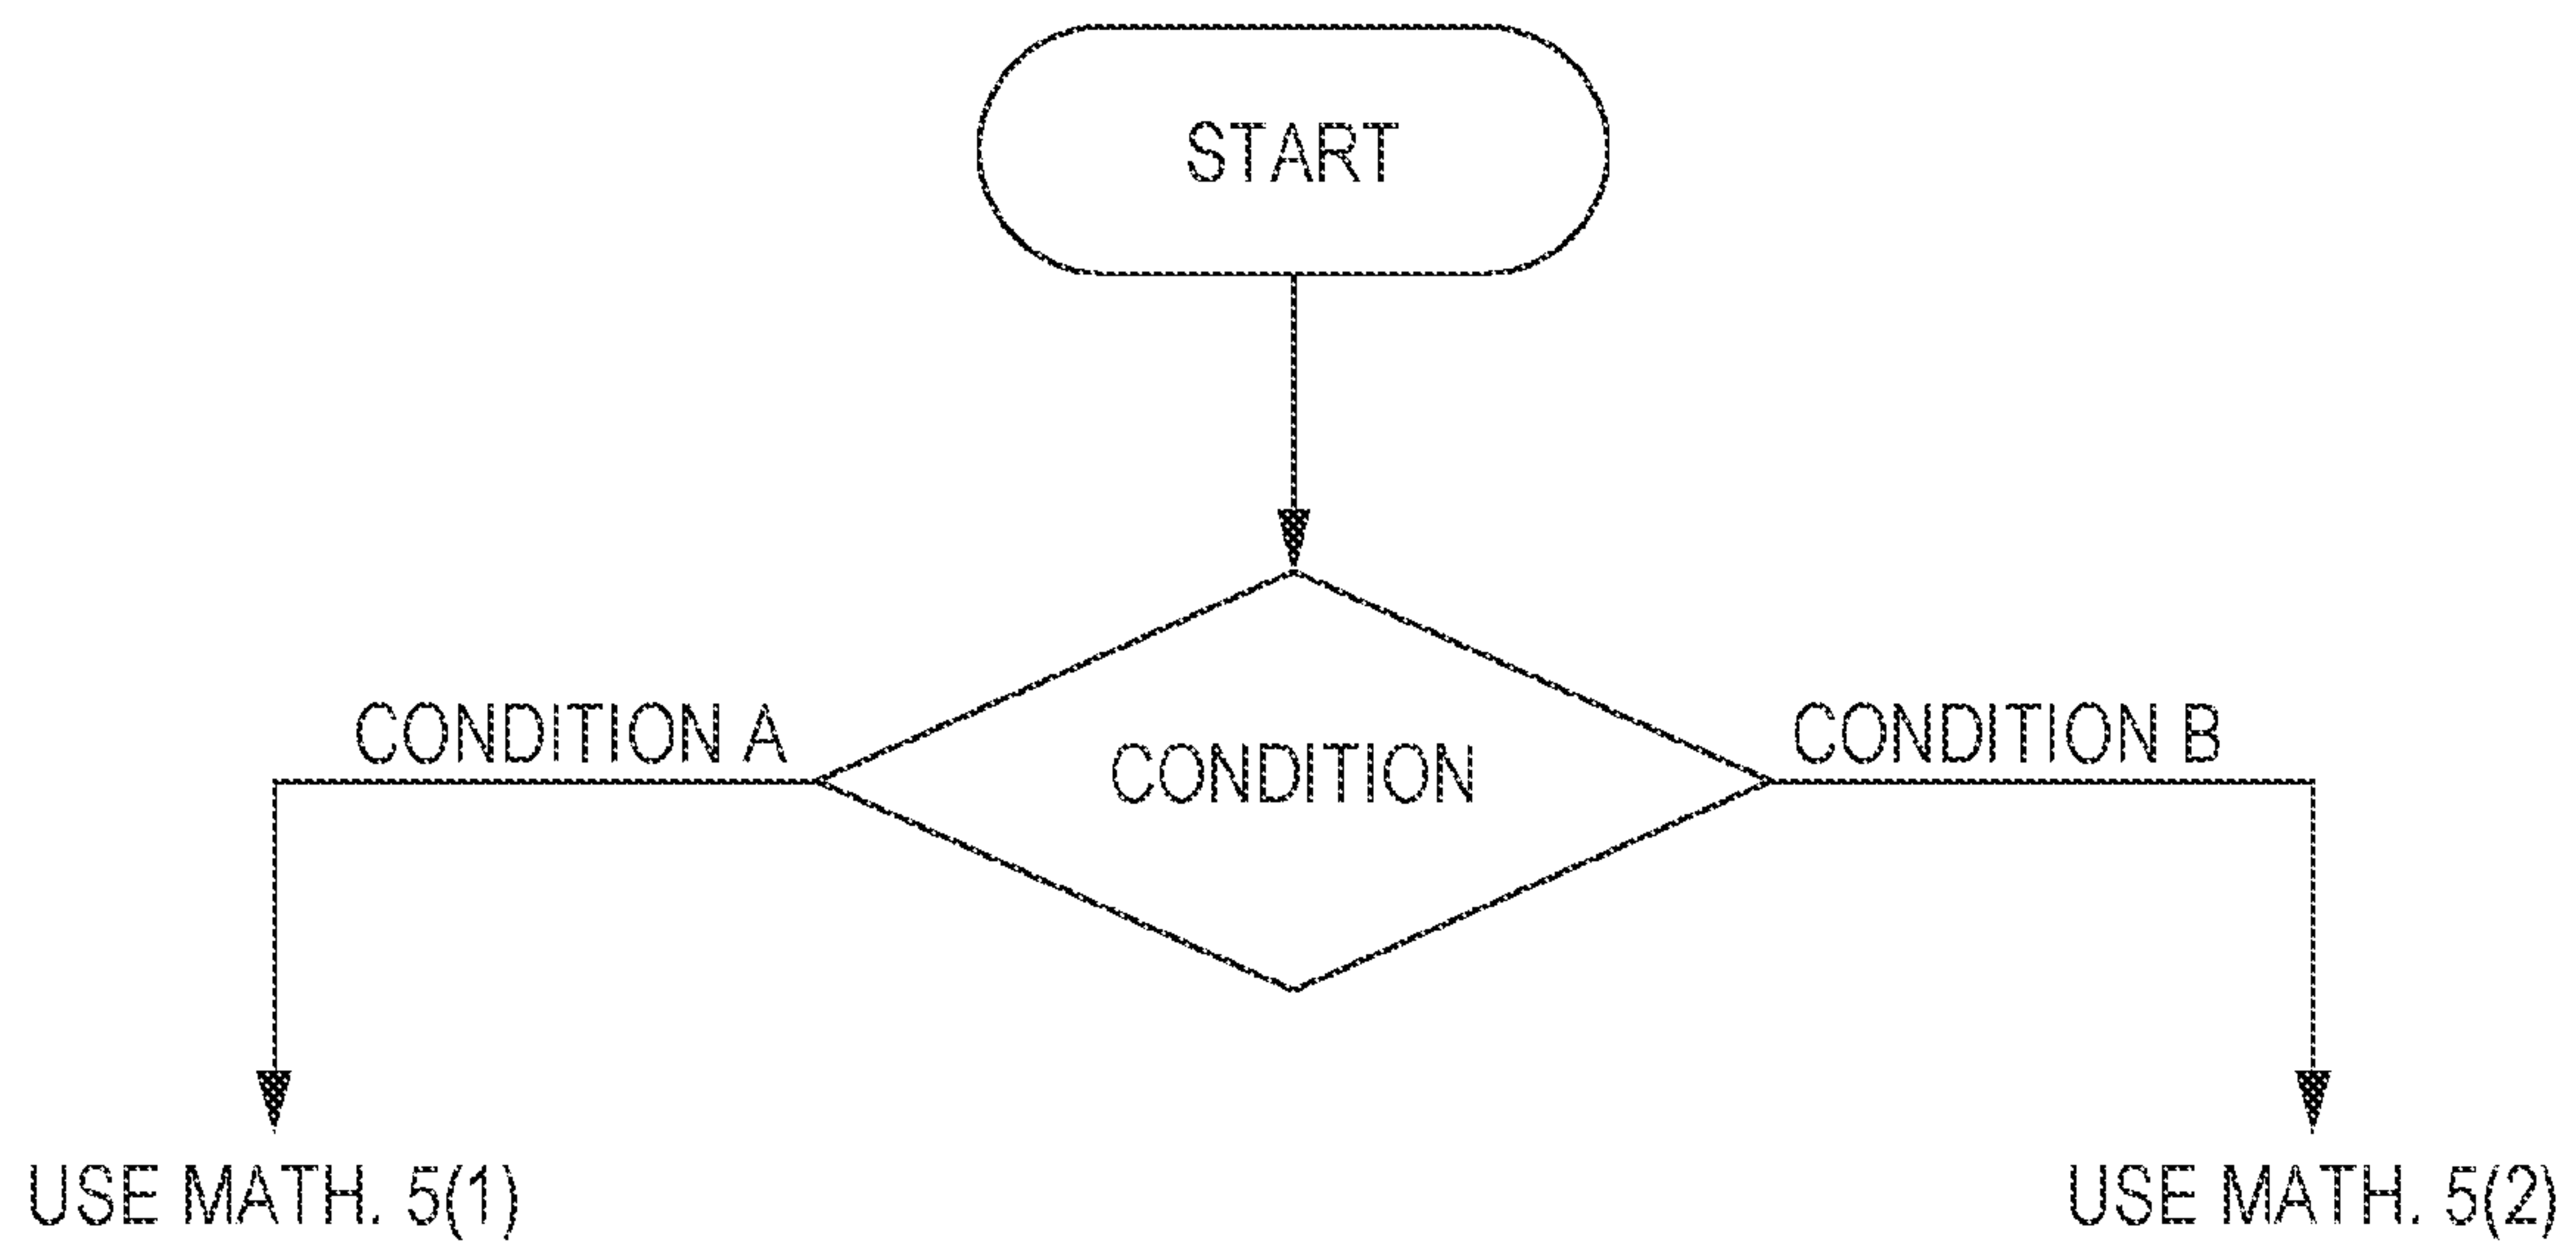 START
CONDITION A
CONDITION
CONDITION B
USE MATH. 5(1)
USE MATH. 5(2)